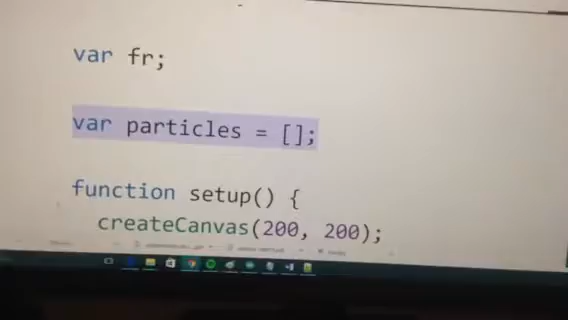 var fr;
var particles = [];
function setup() {
createCanvas(200, 200);